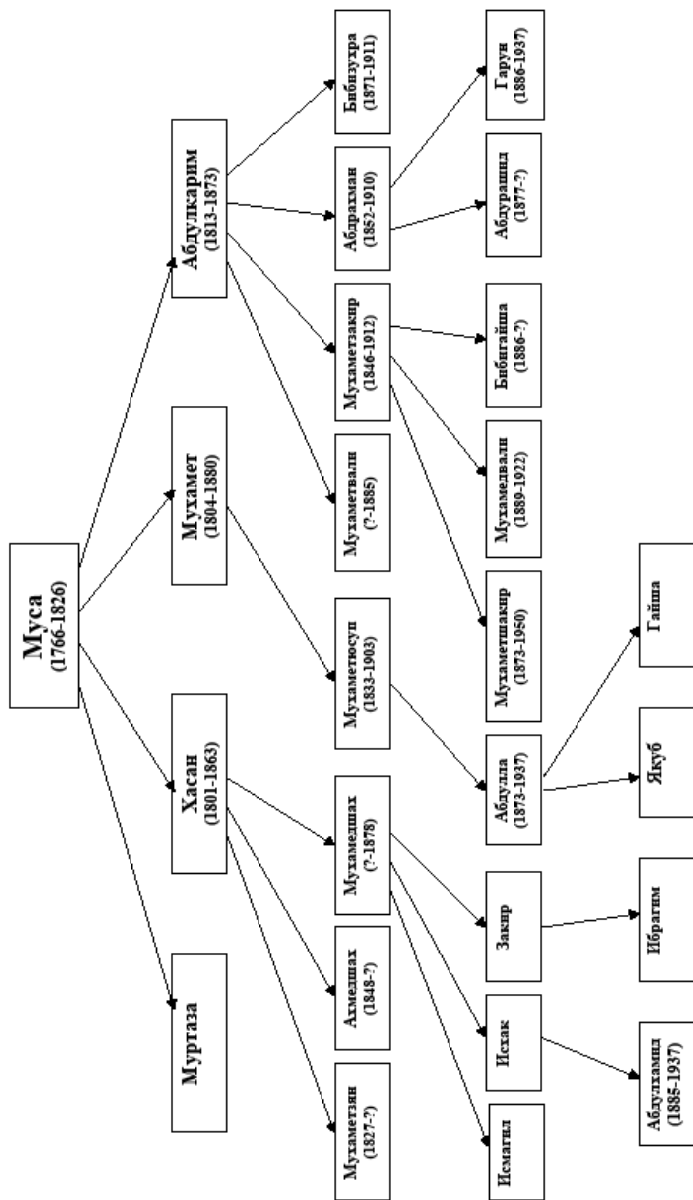 Муса
(1766-1826)
Муртаза
Хасан
(1801-1863)
Мухамет
(1804-1880)
Абдулкарим
(1813-1873)
Мухаметзян
(1827-?)
Ахмедшах
(1848-?)
Мухамедшах
(?-1878)
Мухаметюсуп
(1833-1903)
Мухаметвали
(?-1885)
Мухаметзакир
(1846-1912)
Абдрахман
(1852-1910)
Бибизухра
(1871-1911)
Исмагил
Исхак
Закир
Абдулла
(1873-1937)
Мухаметшакир
(1873-1950)
Мухамедвали
(1889-1922)
Бибигайша
(1886-?)
Абдурашид
(1877-?)
Гарун
(1886-1937)
Абдулхамид
(1885-1937)
Ибрагим
Якуб
Гайша